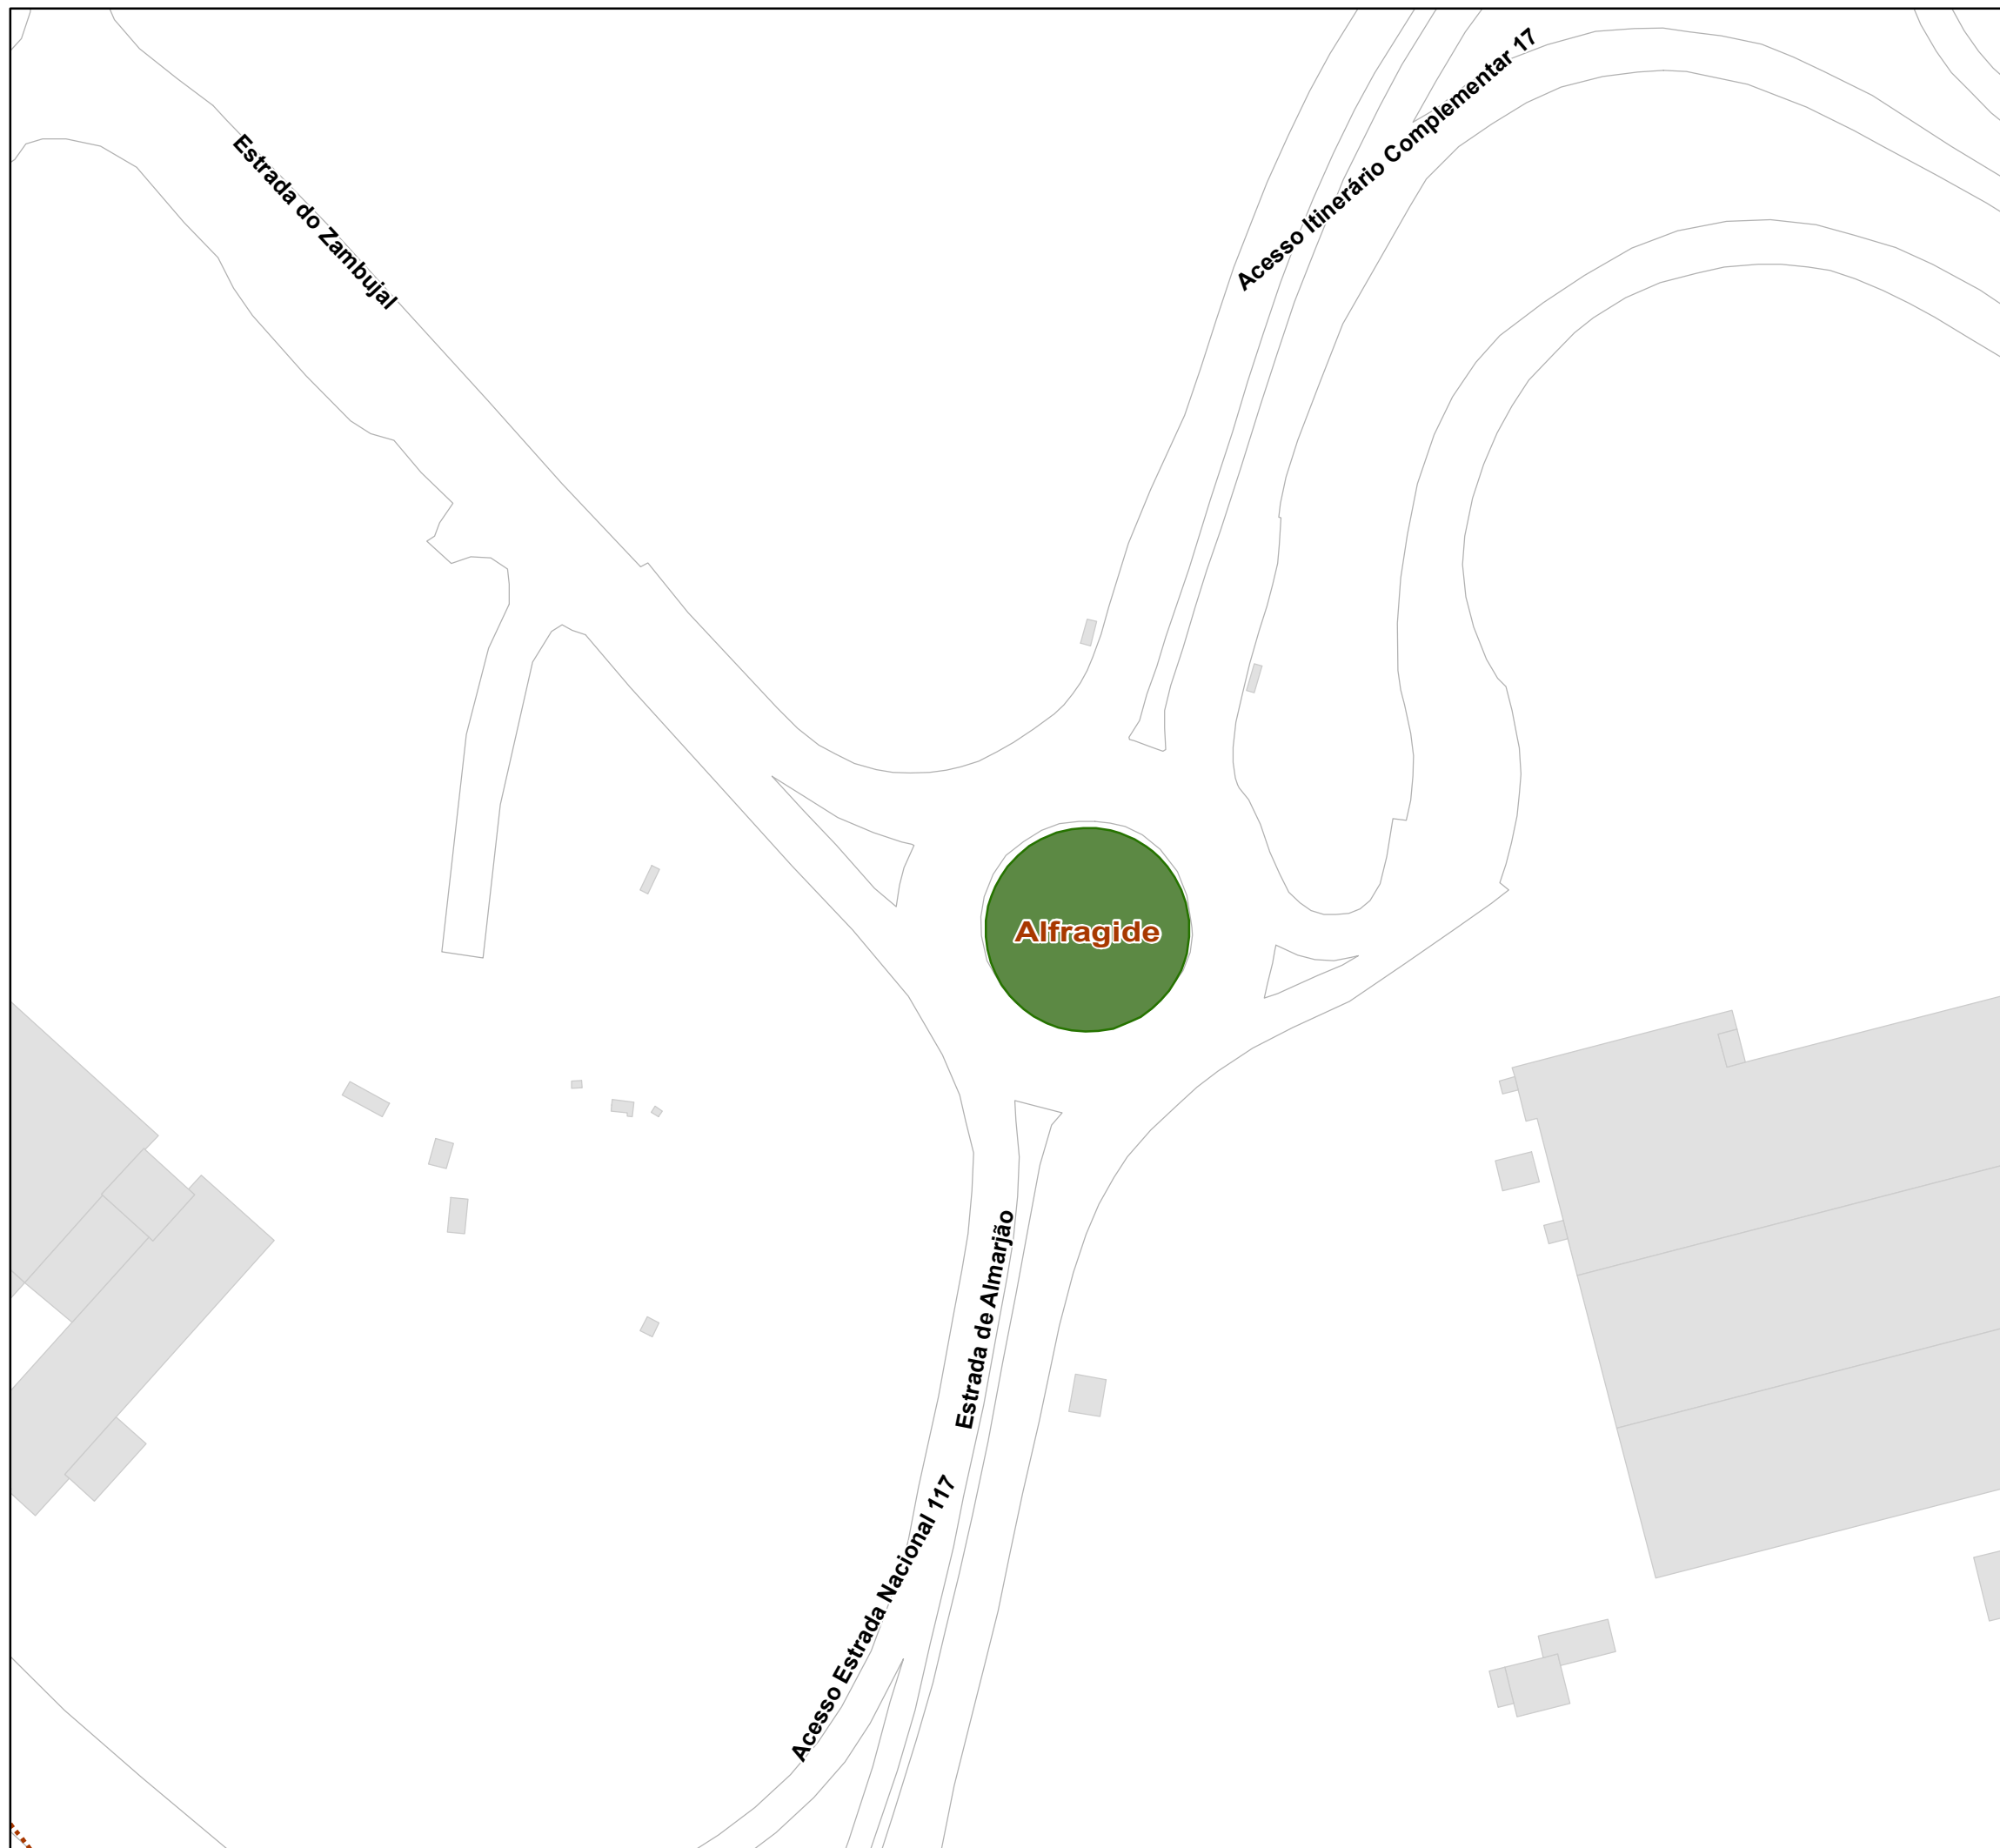 Acesso Itinerário Complementar 17
Estrada do Zambujal
Alfragide
Estrada de Almarjão
Acesso Estrada Nacional 117